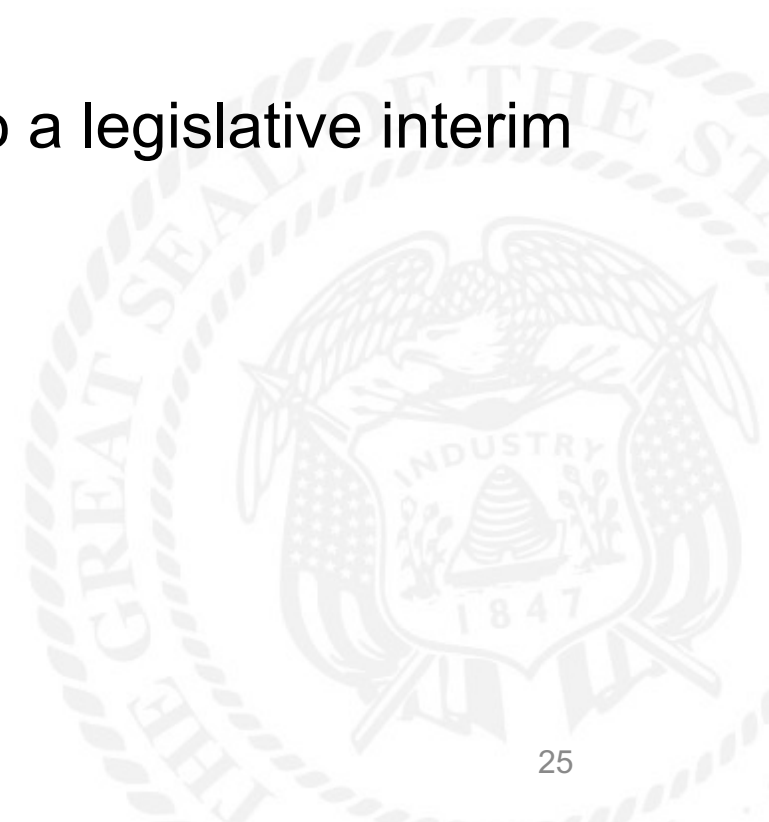 a legislative interim
THE GREAT SEAL OF THE
INDUSTRY
1847
25